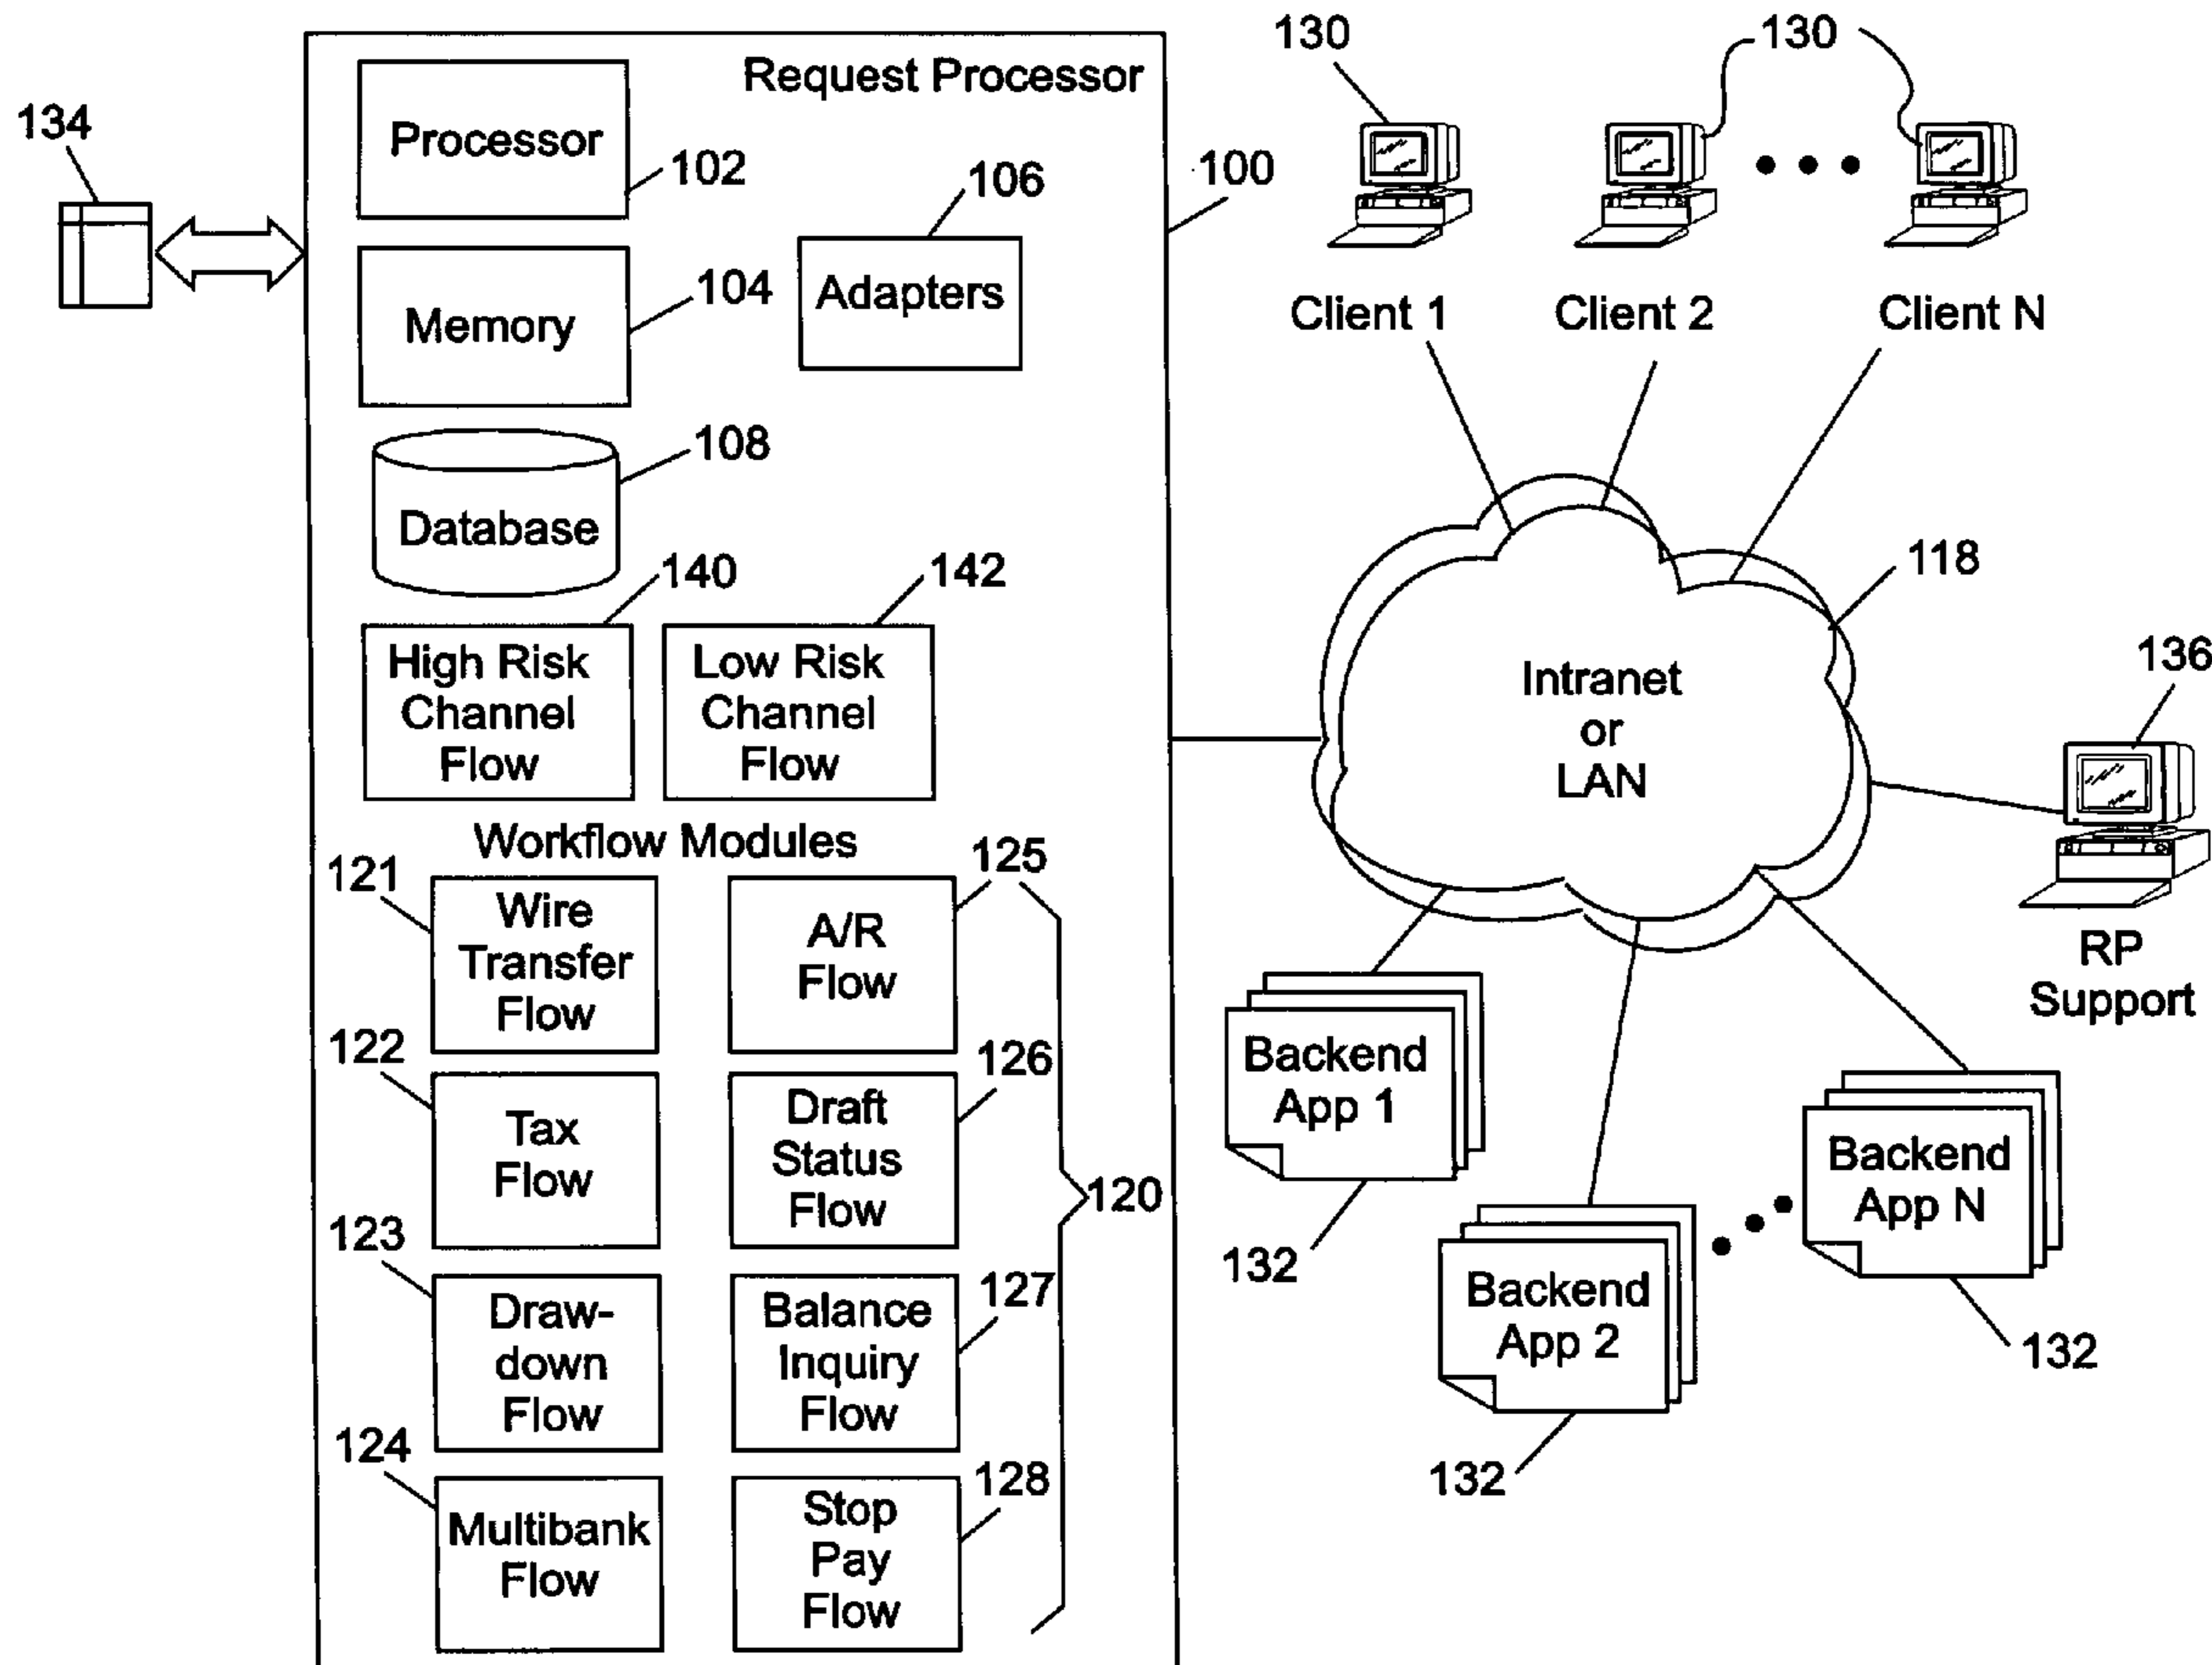 130
130
Request Processor
134
Processor
102
106
100
Memory
104
Adapters
Client 1
Client 2
Client N
108
Database
140
142
118
High Risk
Channel
Flow
Low Risk
Channel
Flow
Intranet
or
LAN
136
RP
Support
Workflow Modules
121
Wire
Transfer
Flow
125
A/R
Flow
122
Tax
Flow
126
Draft
Status
Flow
120
123
Draw-
down
Flow
127
Balance
Inquiry
Flow
124
Multibank
Flow
128
Stop
Pay
Flow
Backend
App 1
132
Backend
App 2
132
Backend
App N
132